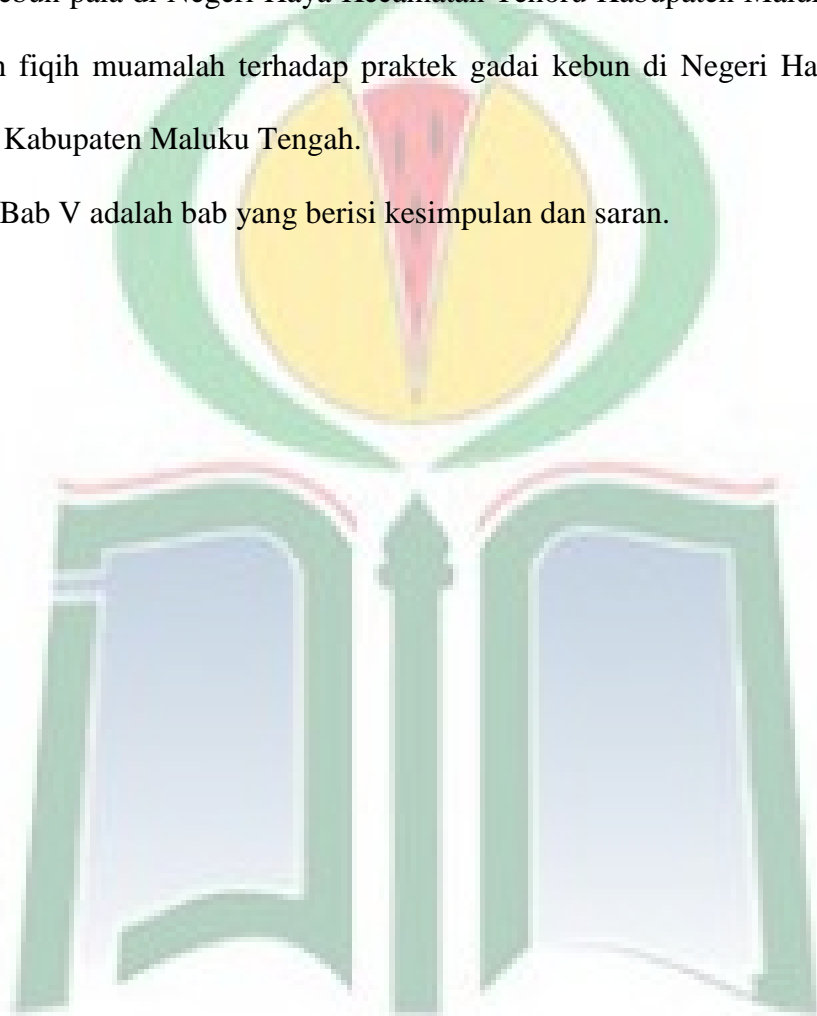 pala di Negeri Haya Kecamatan Tehoru Kabupaten
fiqih muamalah terhadap praktek gadai kebun di Negeri
Kabupaten Maluku Tengah.
Bab V adalah bab yang berisi kesimpulan dan saran.